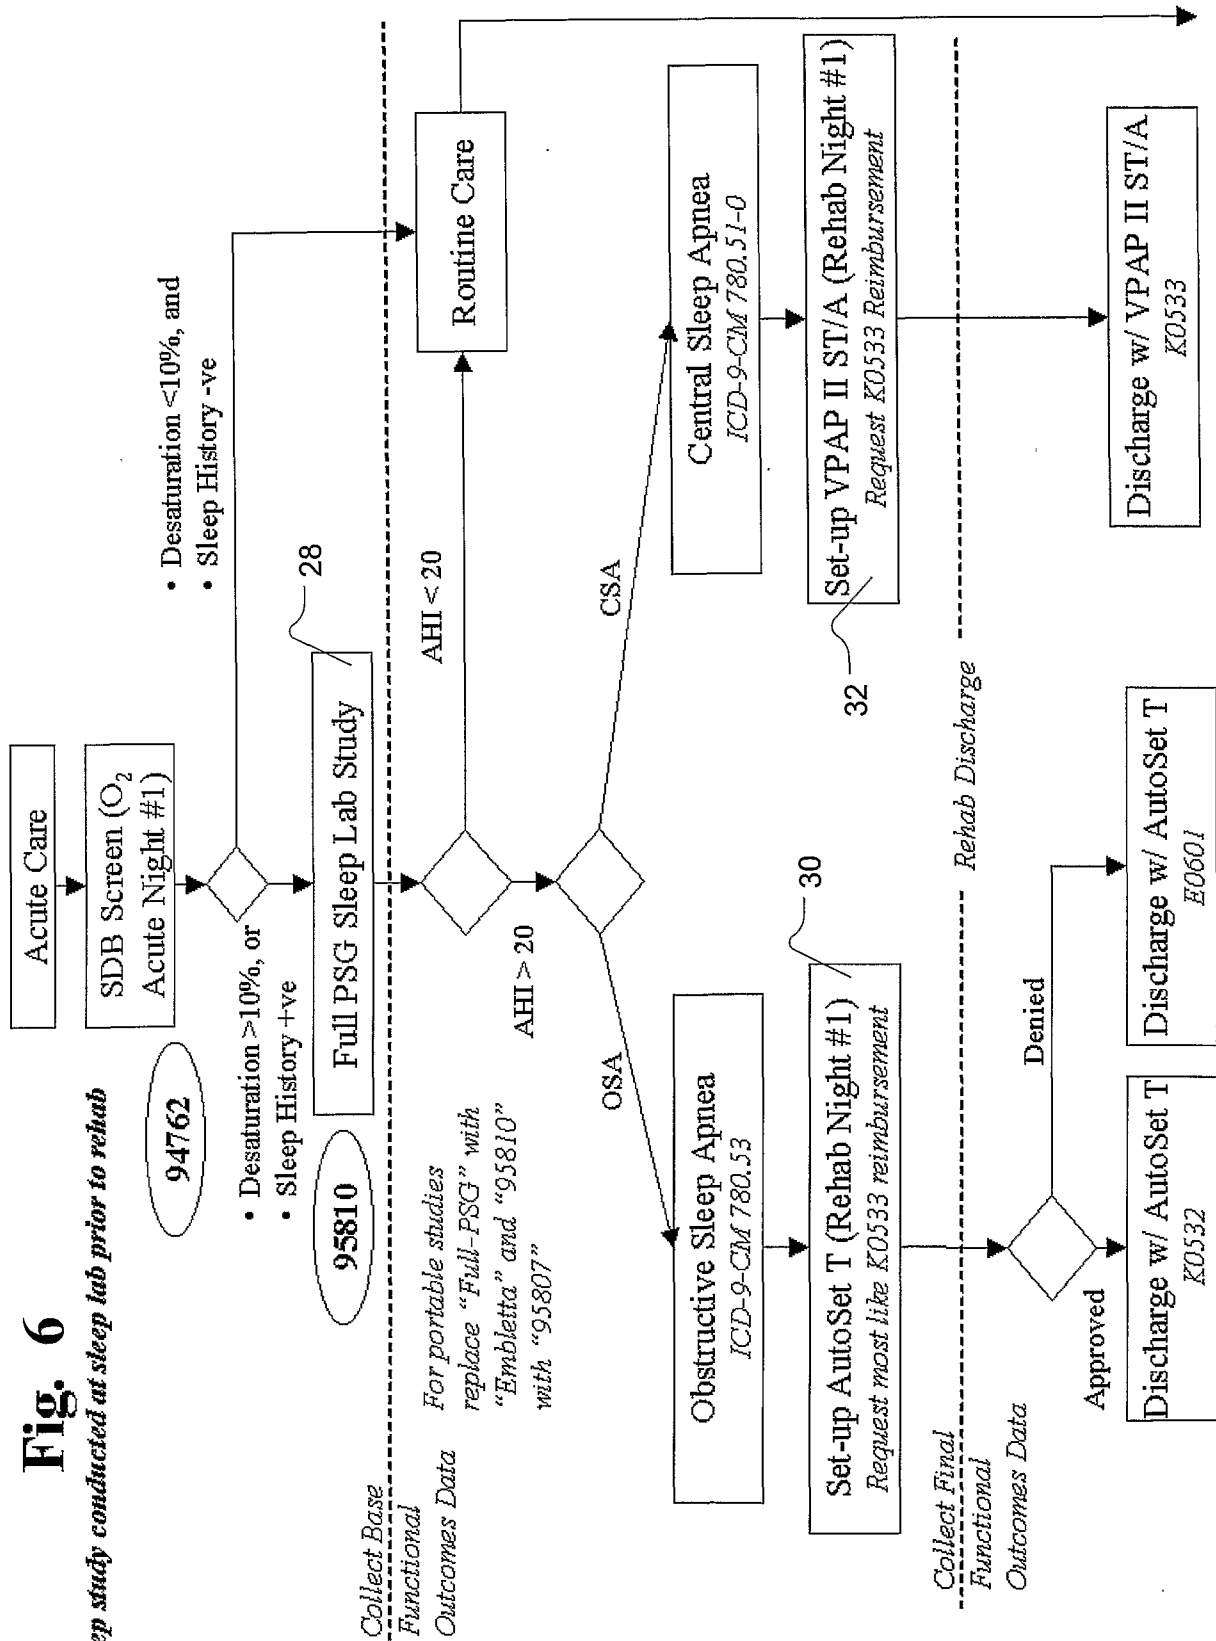 Fig. 6
study conducted at sleep lab prior to rehab
Acute Care
SDB Screen (O2
Acute Night #1)
94762
• Desaturation <10%, and
• Sleep History -ve
• Desaturation >10%, or
• Sleep History +ve
95810
Full PSG Sleep Lab Study
28
Collect Base
Functional
Outcomes Data
For portable studies
replace "Full-PSG" with
"Embletta" and "95810"
with "95807"
AHI < 20
Routine Care
AHI > 20
OSA
CSA
Obstructive Sleep Apnea
ICD-9-CM 780.53
Central Sleep Apnea
ICD-9-CM 780.51-0
30
Set-up AutoSet T (Rehab Night #1)
Request most like K0533 reimbursement
Set-up VPAP II ST/A (Rehab Night #1)
Request K0533 Reimbursement
32
Collect Final
Functional
Outcomes Data
Rehab Discharge
Approved
Denied
Discharge w/ AutoSet T
K0532
Discharge w/ AutoSet T
E0601
Discharge w/ VPAP II ST/A
K0533